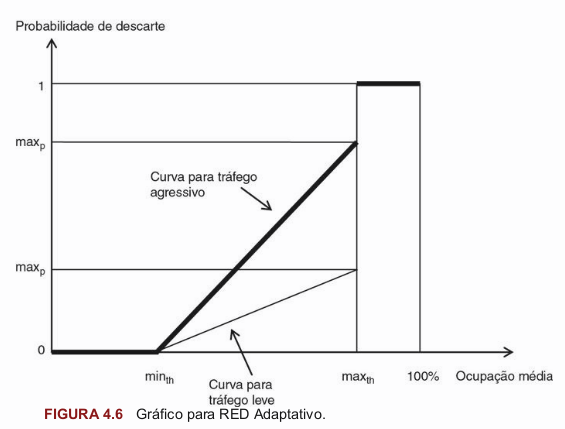 Probabilidade de descarte
1
maxp
Curva para tráfego
agressivo
maxp
0
minth
maxth
100%
Ocupação média
Curva para
tráfego leve
FIGURA 4.6 Gráfico para RED Adaptativo.